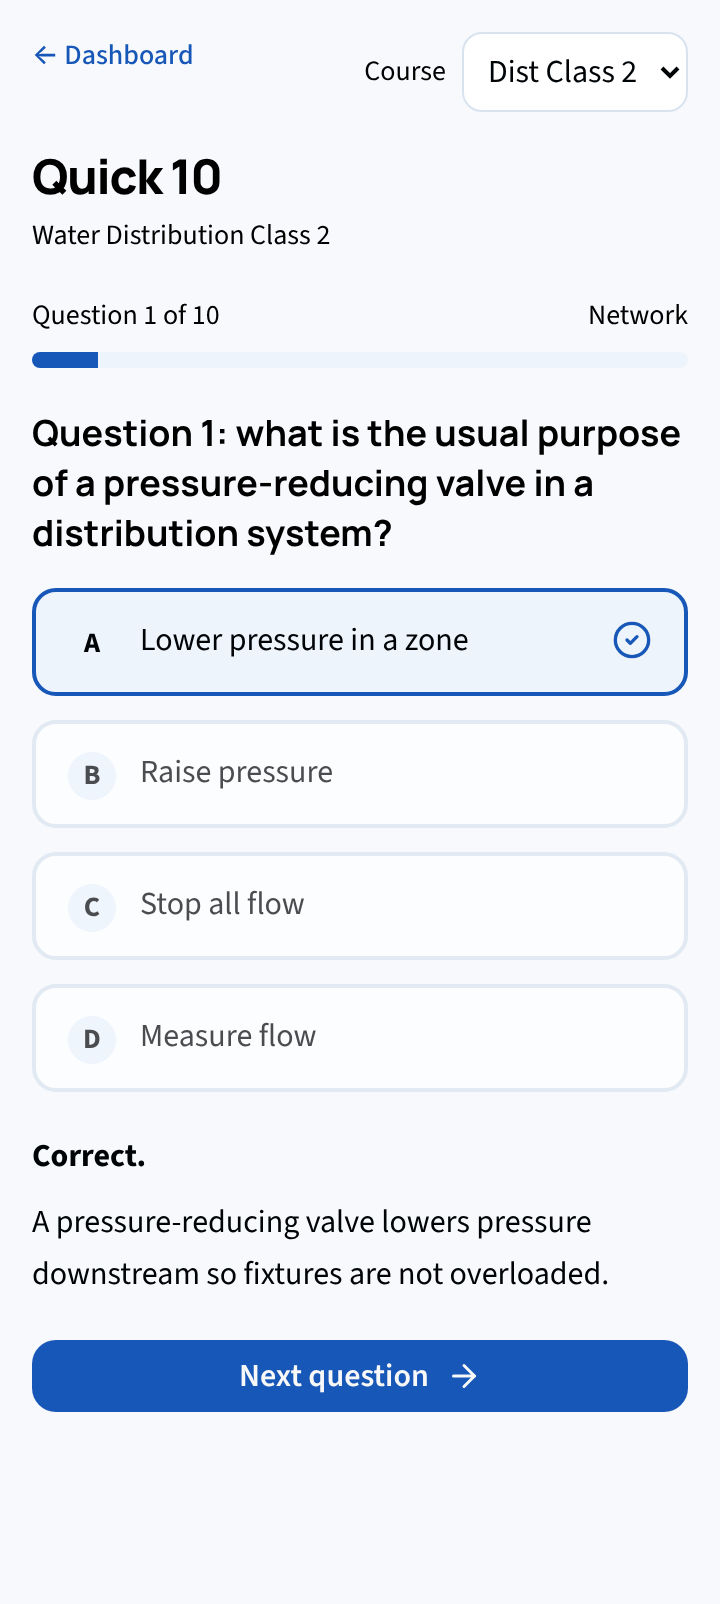 ← Dashboard
Course
Dist Class 2
Quick 10
Water Distribution Class 2
Question 1 of 10
Network
Question 1: what is the usual purpose
of a pressure-reducing valve in a
distribution system?
A
Lower pressure in a zone
B
Raise pressure
C
Stop all flow
D
Measure flow
Correct.
A pressure-reducing valve lowers pressure
downstream so fixtures are not overloaded.
Next question →